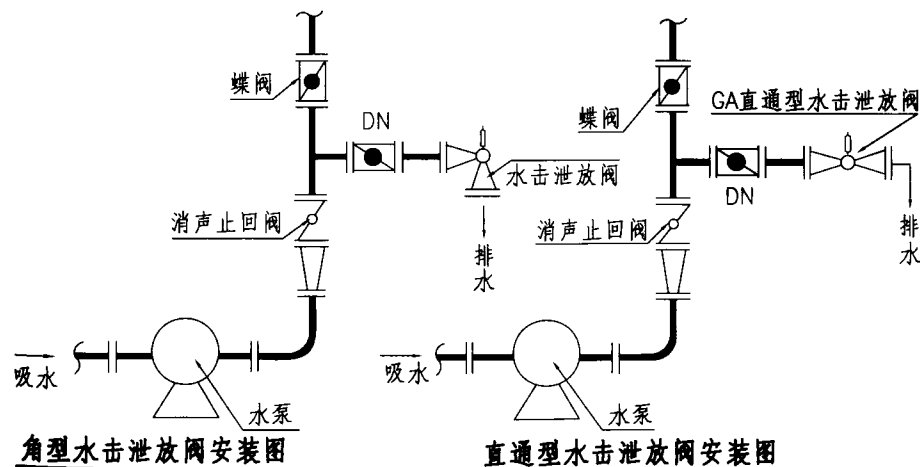 蝶阀
DN
水击泄放阀
消声止回阀
排水
吸水
水泵
角型水击泄放阀安装图
蝶阀
GA直通型水击泄放阀
DN
消声止回阀
排水
吸水
水泵
直通型水击泄放阀安装图